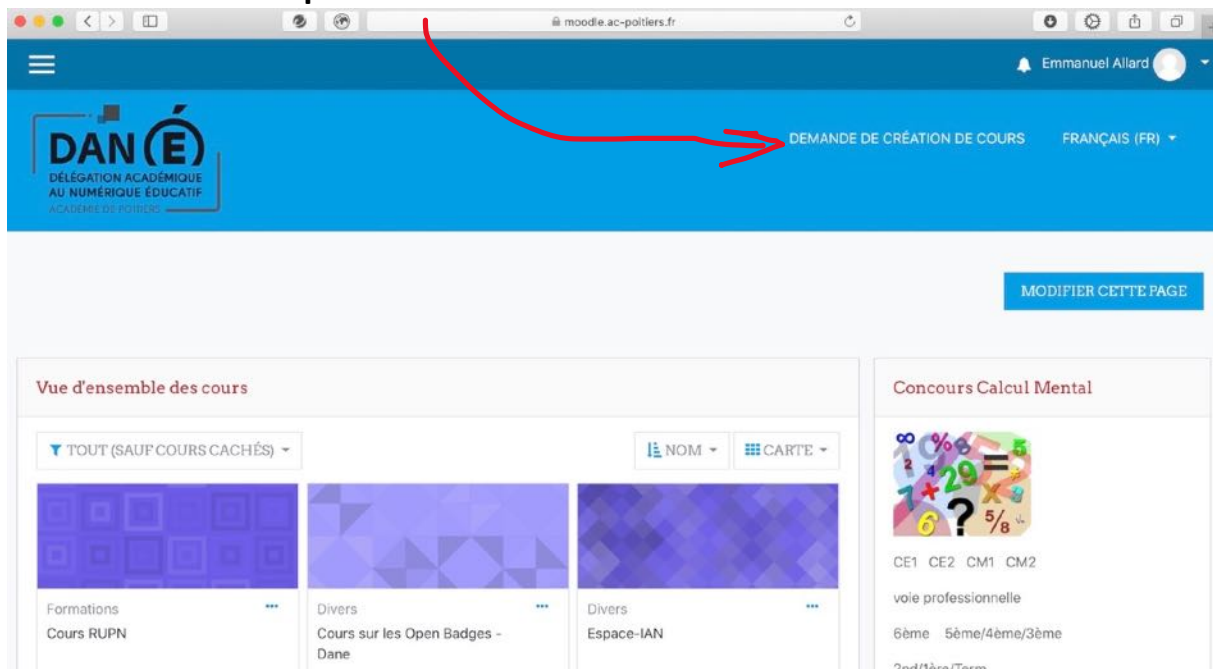 moodle.ac-poitiers.fr
Emmanuel Allard
DAN(É)
DÉLÉGATION ACADÉMIQUE
AU NUMÉRIQUE ÉDUCATIF
ACADÉMIE DE POITIERS
DEMANDE DE CRÉATION DE COURS
FRANÇAIS (FR)
MODIFIER CETTE PAGE
Vue d'ensemble des cours
TOUT (SAUF COURS CACHÉS)
NOM
CARTE
Formations
Cours RUPN
Divers
Cours sur les Open Badges -
Dane
Divers
Espace-IAN
Concours Calcul Mental
CE1 CE2 CM1 CM2
voie professionnelle
6ème 5ème/4ème/3ème
2nd/1ère/Term